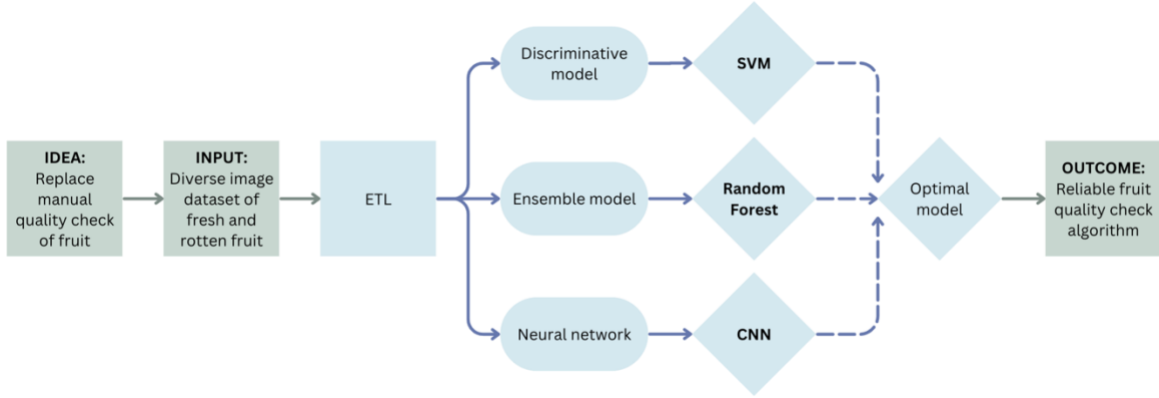 IDEA:
Replace
manual
quality check
of fruit
INPUT:
Diverse image
dataset of
fresh and
rotten fruit
ETL
Discriminative
model
SVM
Ensemble model
Random
Forest
Neural network
CNN
Optimal
model
OUTCOME:
Reliable fruit
quality check
algorithm